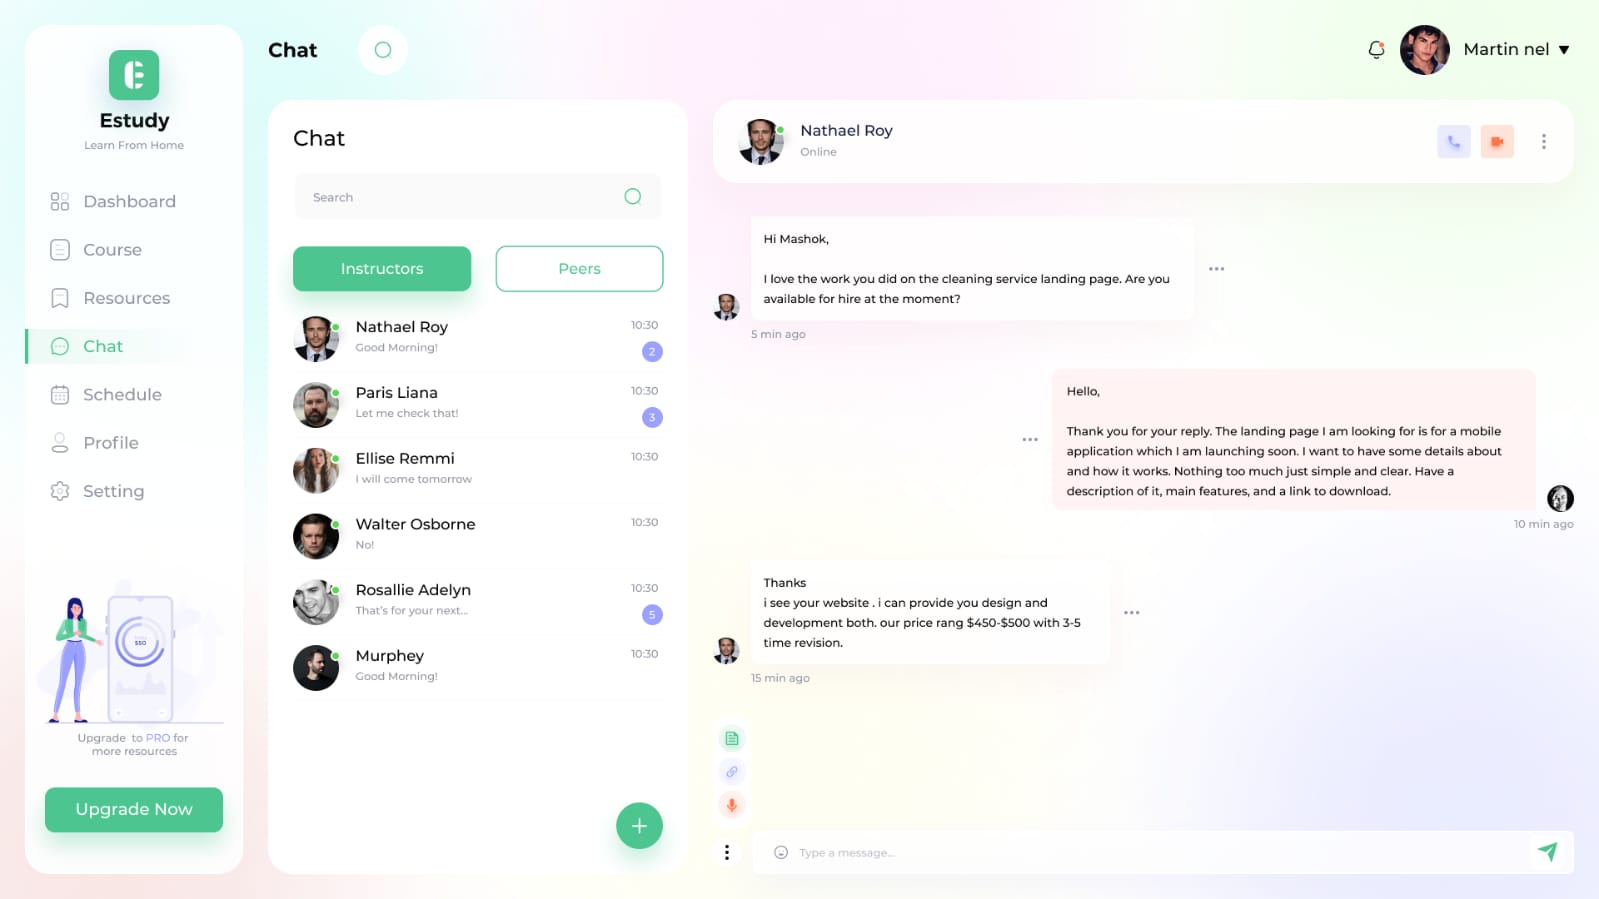 Estudy
Learn From Home
Dashboard
Course
Resources
Chat
Schedule
Profile
Setting
Upgrade to PRO for
more resources
Upgrade Now
Chat
Martin nel
Chat
Search
Instructors
Peers
Nathael Roy
10:30
Good Morning!
2
Paris Liana
10:30
Let me check that!
3
Ellise Remmi
10:30
I will come tomorrow
Walter Osborne
10:30
No!
Rosallie Adelyn
10:30
That's for your next...
5
Murphey
10:30
Good Morning!
Nathael Roy
Online
Hi Mashok,
I love the work you did on the cleaning service landing page. Are you
available for hire at the moment?
5 min ago
Hello,
Thank you for your reply. The landing page I am looking for is for a mobile
application which I am launching soon. I want to have some details about
and how it works. Nothing too much just simple and clear. Have a
description of it, main features, and a link to download.
10 min ago
Thanks
i see your website . i can provide you design and
development both. our price rang $450-$500 with 3-5
time revision.
15 min ago
Type a message...